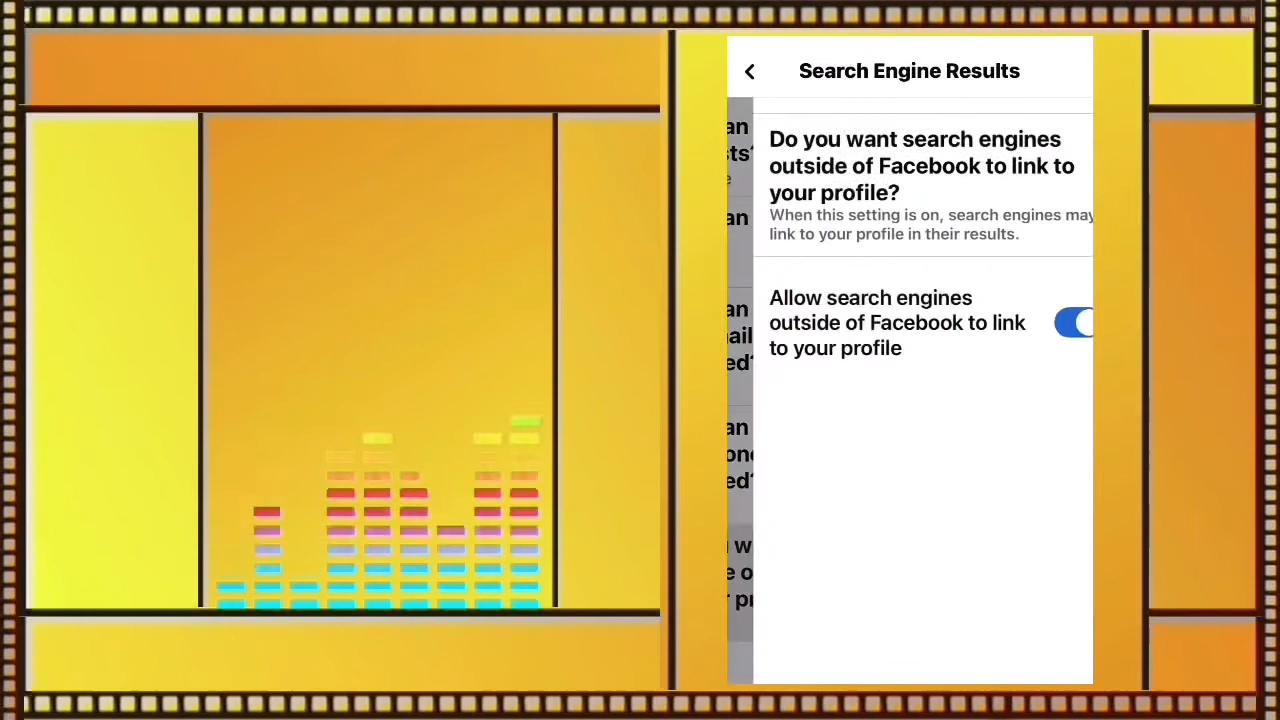 Search Engine Results
Do you want search engines
outside of Facebook to link to
your profile?
When this setting is on, search engines may
link to your profile in their results.
Allow search engines
outside of Facebook to link
to your profile